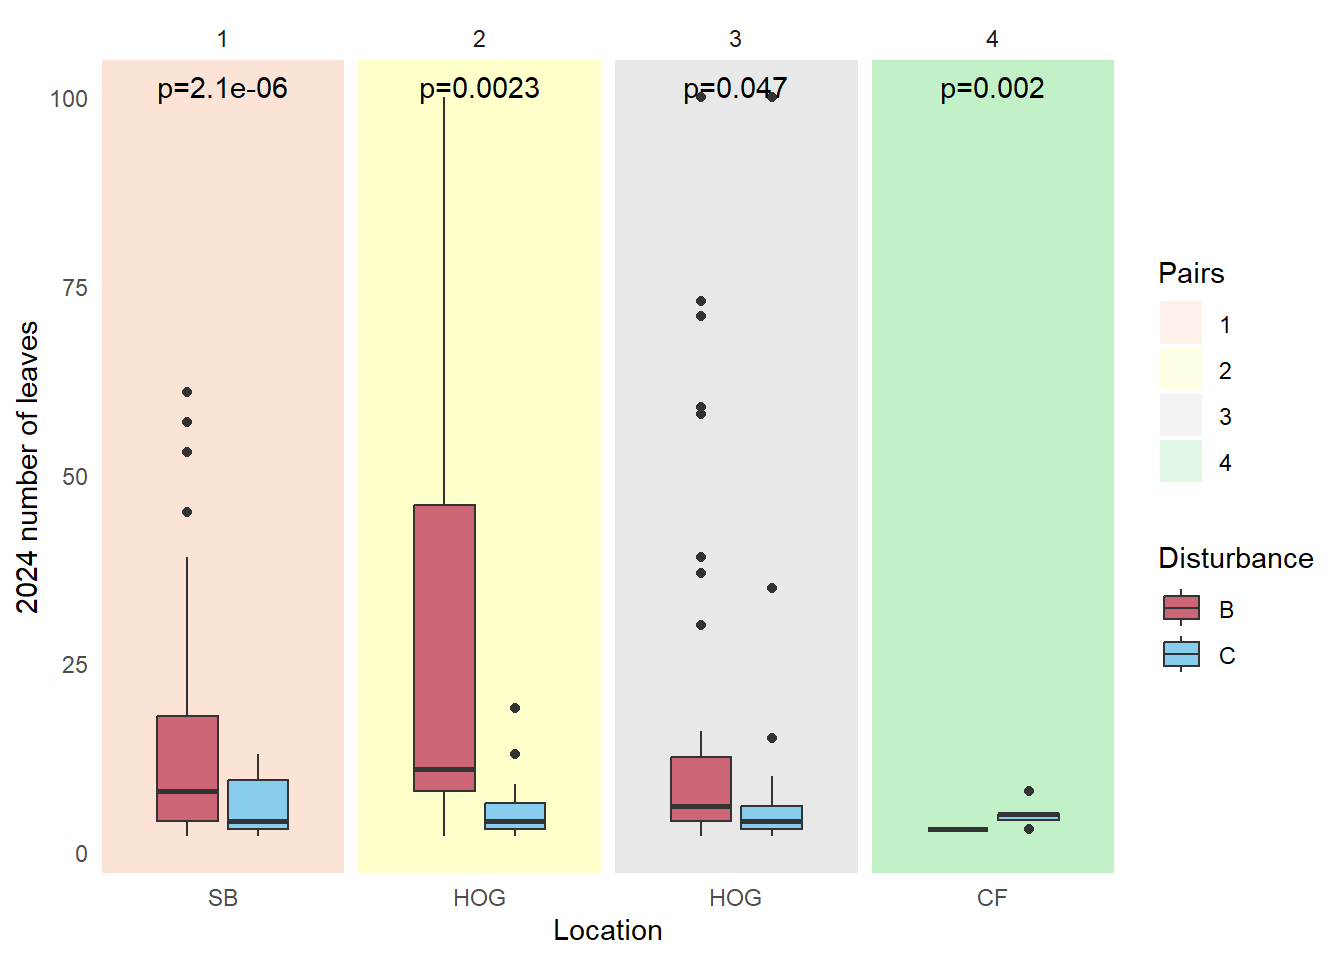 1 2 3 4
p=2.1e-06 p=0.0023 p=0.047 p=0.002
100
75
50
25
0
2024 number of leaves
SB HOG HOG CF
Location
Pairs
1
2
3
4
Disturbance
B
C